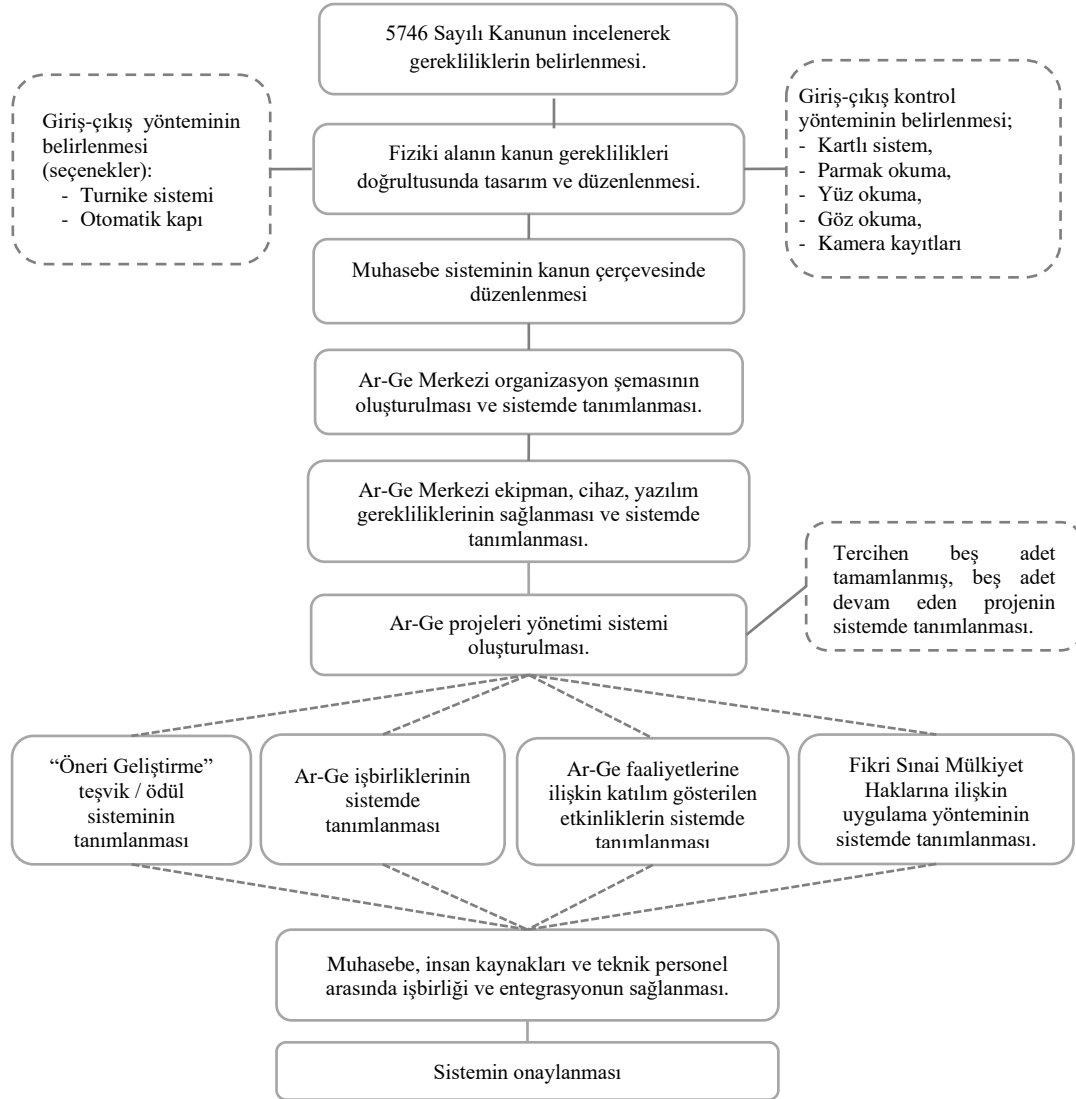 5746 Sayılı Kanunun incelenerek
gerekliliklerin belirlenmesi.
Giriş-çıkış yönteminin
belirlenmesi
(seçenekler):
- Turnike sistemi
- Otomatik kapı
Fiziki alanın kanun gereklilikleri
doğrultusunda tasarım ve düzenlenmesi.
Giriş-çıkış kontrol
yönteminin belirlenmesi;
- Kartlı sistem,
- Parmak okuma,
- Yüz okuma,
- Göz okuma,
- Kamera kayıtları
Muhasebe sisteminin kanun çerçevesinde
düzenlenmesi
Ar-Ge Merkezi organizasyon şemasının
oluşturulması ve sistemde tanımlanması.
Ar-Ge Merkezi ekipman, cihaz, yazılım
gerekliliklerinin sağlanması ve sistemde
tanımlanması.
Tercihen beş adet
tamamlanmış, beş adet
devam eden projenin
sistemde tanımlanması.
Ar-Ge projeleri yönetimi sistemi
oluşturulması.
“Öneri Geliştirme”
teşvik / ödül
sisteminin
tanımlanması
Ar-Ge işbirliklerinin
sistemde
tanımlanması
Ar-Ge faaliyetlerine
ilişkin katılım gösterilen
etkinliklerin sistemde
tanımlanması
Fikri Sınai Mülkiyet
Haklarına ilişkin
uygulama yönteminin
sistemde tanımlanması.
Muhasebe, insan kaynakları ve teknik personel
arasında işbirliği ve entegrasyonun sağlanması.
Sistemin onaylanması